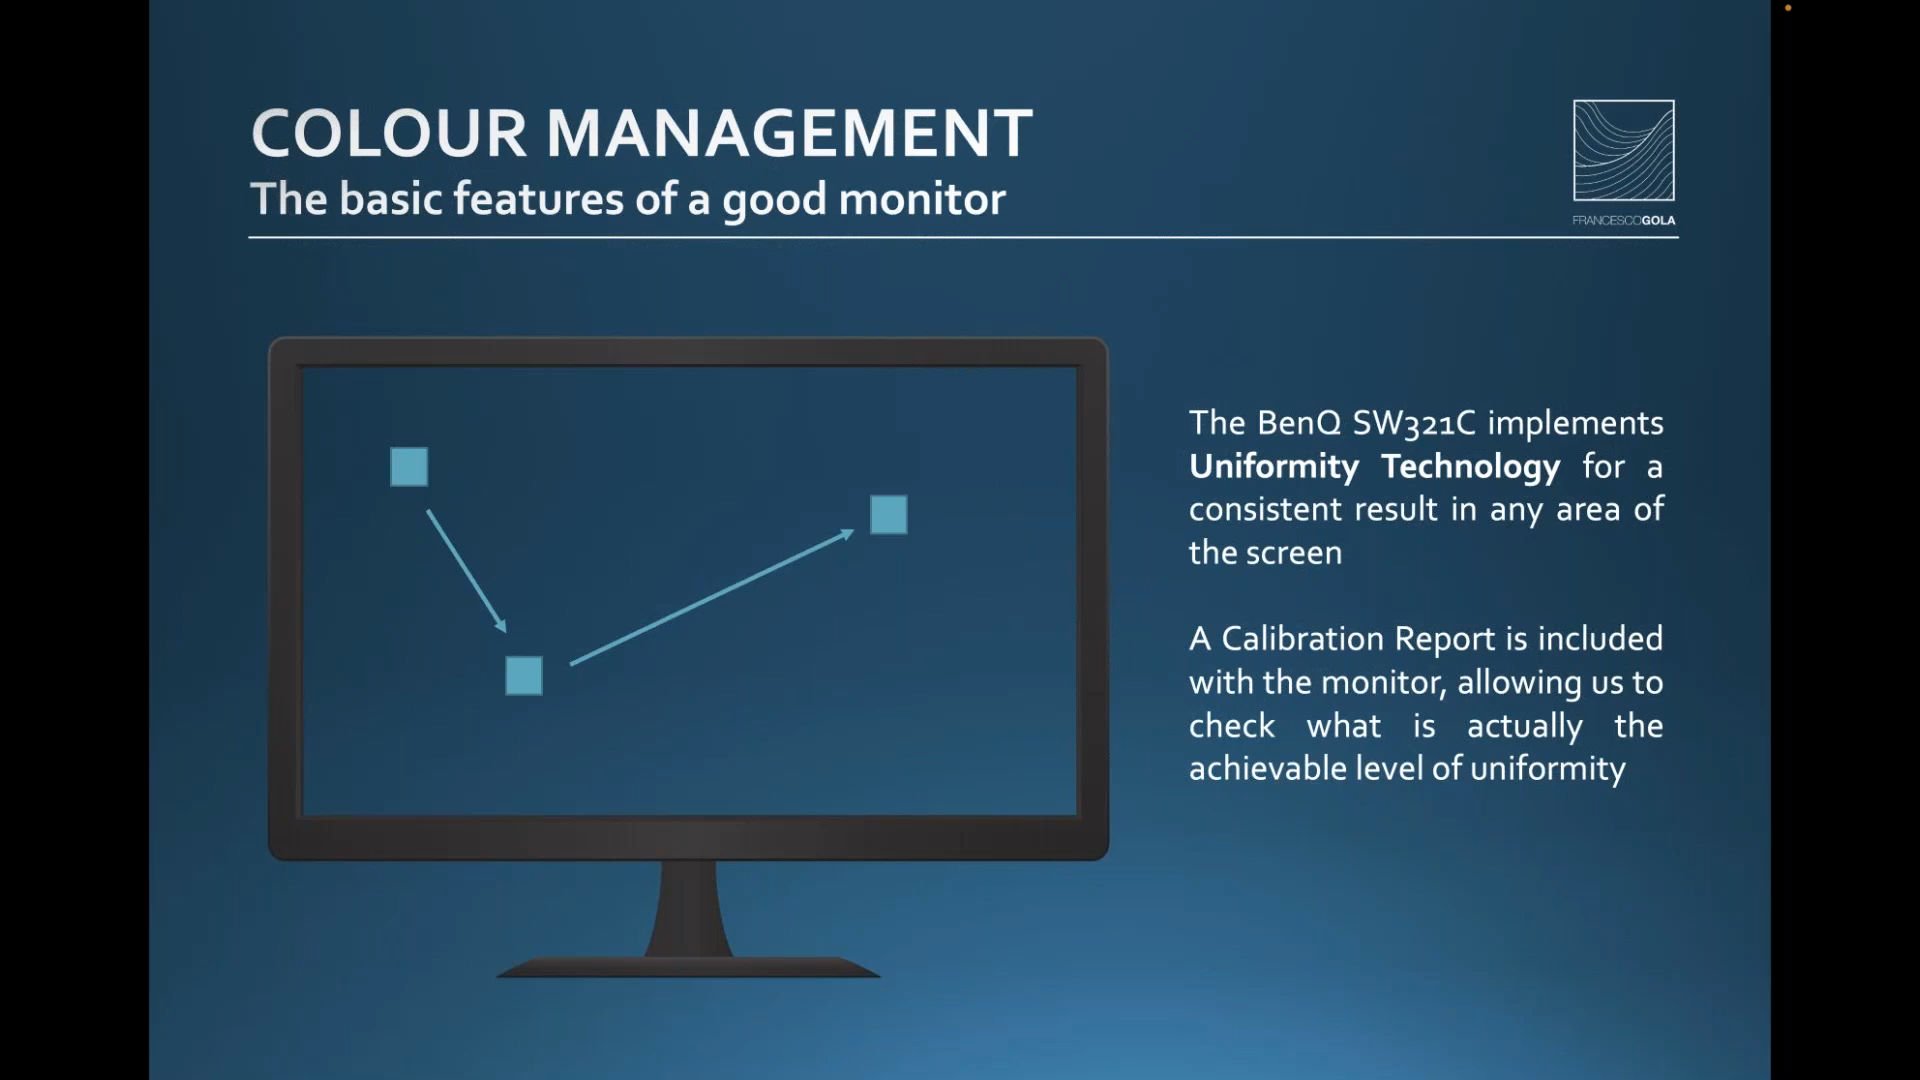 COLOUR MANAGEMENT
The basic features of a good monitor
FRANCESCOGOLA
The BenQ SW321C implements
Uniformity Technology for a
consistent result in any area of
the screen
A Calibration Report is included
with the monitor, allowing us to
check what is actually the
achievable level of uniformity